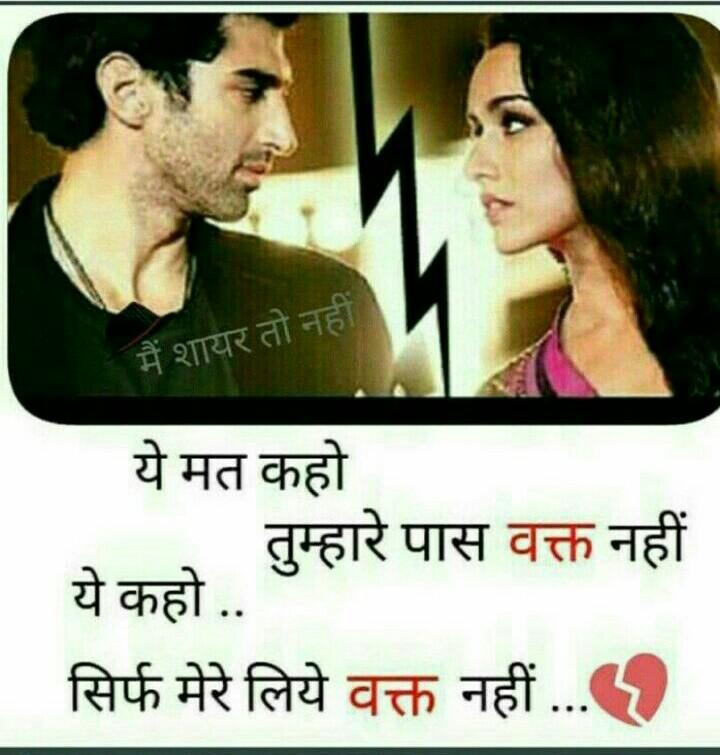 मैं शायर तो नहीं
ये मत कहो
तुम्हारे पास वक्त नहीं
ये कहो ..
सिर्फ मेरे लिये वक्त नहीं ...💔